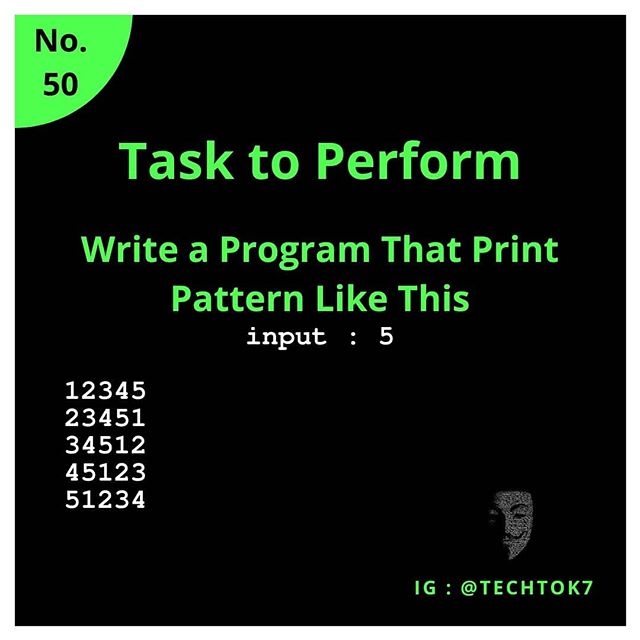 No.
50
Task to Perform
Write a Program That Print
Pattern Like This
input : 5
12345
23451
34512
45123
51234
IG : @TECHTOK7